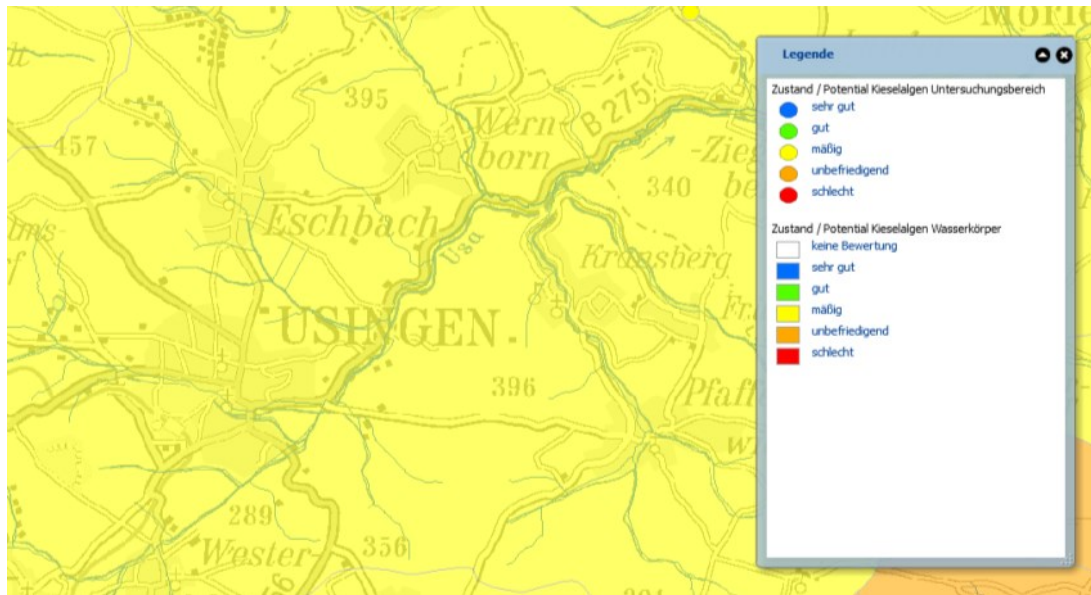 395
Wern-
born
B 275
457
-Zieg
be
340
Eschbach
Usa
Kransberg
Fr
USINGEN
396
Pfaff
289
Wester-
356
Legende
Zustand / Potential Kieselalgen Untersuchungsbereich
sehr gut
gut
mäßig
unbefriedigend
schlecht
Zustand / Potential Kieselalgen Wasserkörper
keine Bewertung
sehr gut
gut
mäßig
unbefriedigend
schlecht